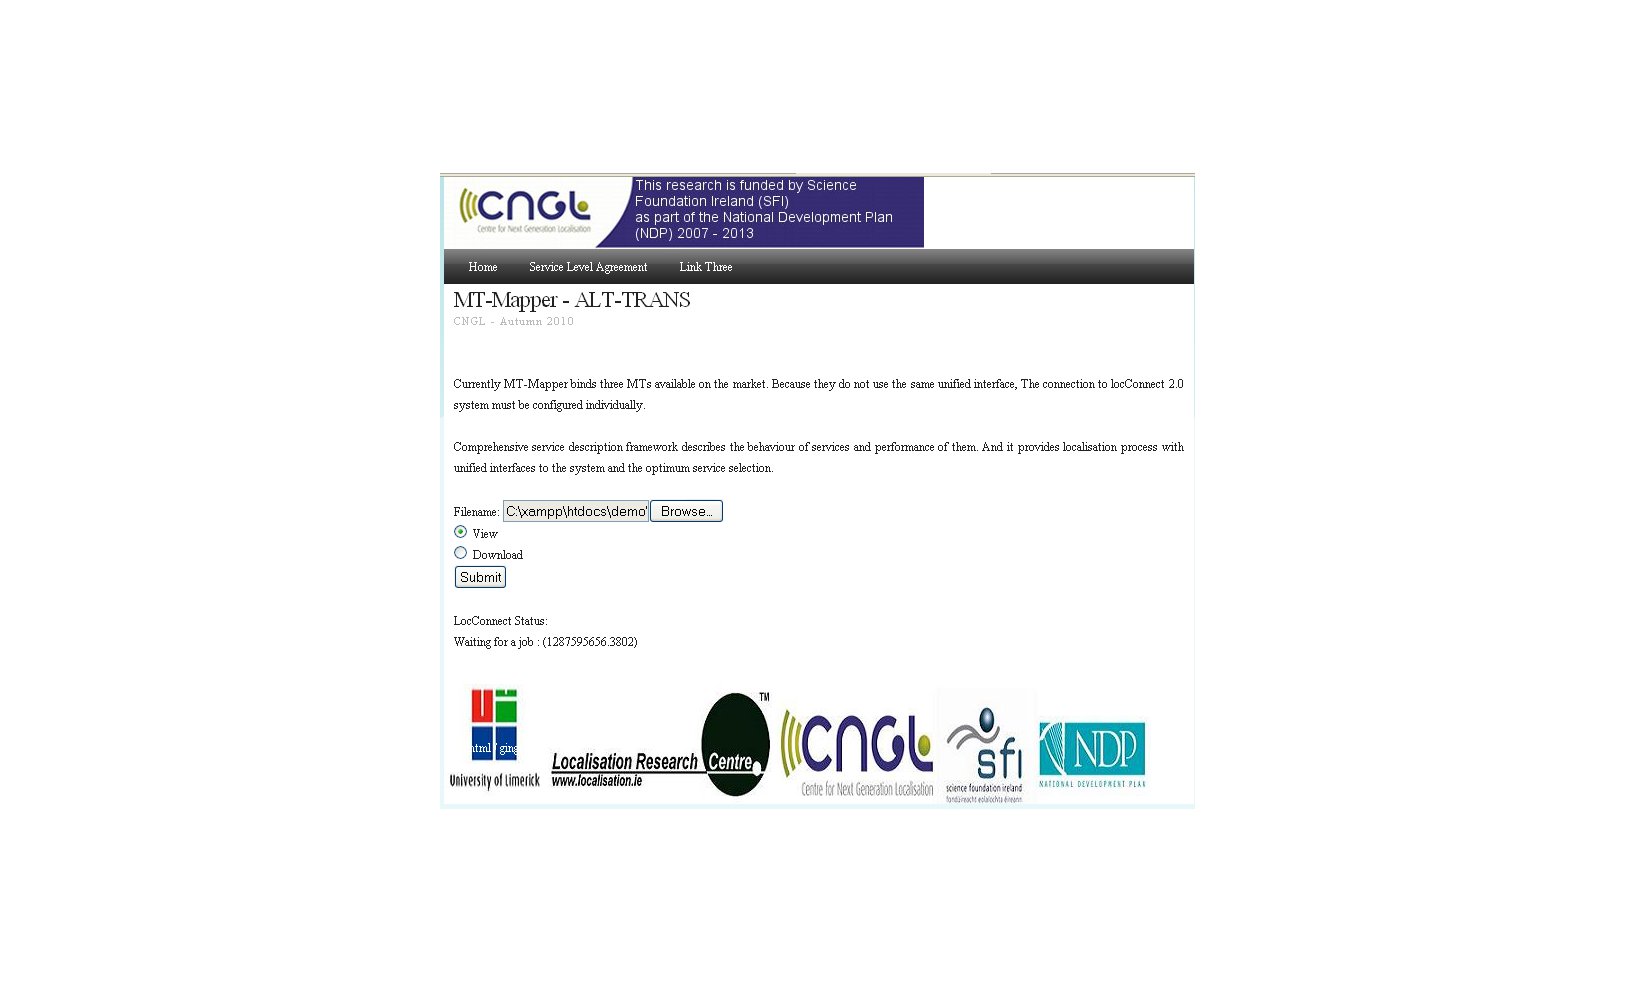 CNGL
Centre for Next Generation Localisation
This research is funded by Science
Foundation Ireland (SFI)
as part of the National Development Plan
(NDP) 2007 - 2013
Home Service Level Agreement Link Three
MT-Mapper - ALT-TRANS
CNGL - Autumn 2010
Currently MT-Mapper binds three MTs available on the market. Because they do not use the same unified interface, The connection to locConnect 2.0
system must be configured individually.
Comprehensive service description framework describes the behaviour of services and performance of them. And it provides localisation process with
unified interfaces to the system and the optimum service selection.
Filename: C:\xampp\htdocs\demo Browse...
View
Download
Submit
LocConnect Status:
Waiting for a job : (1287595656.3802)
html / ging
University of Limerick
TM
Localisation Research Centre
www.localisation.ie
CNGL
Centre for Next Generation Localisation
sfi
science foundation ireland
fondúireacht eolaíochta éireann
NDP
NATIONAL DEVELOPMENT PLAN